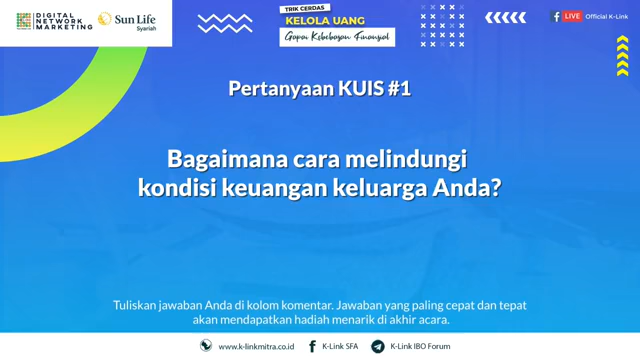 DIGITAL
NETWORK
MARKETING
Sun Life
Syariah
TRIK CERDAS
KELOLA UANG
Gapai Kebebasan Finansial
LIVE
Official K-Link
Pertanyaan KUIS #1
Bagaimana cara melindungi
kondisi keuangan keluarga Anda?
Tuliskan jawaban Anda di kolom komentar. Jawaban yang paling cepat dan tepat
akan mendapatkan hadiah menarik di akhir acara.
www.k-linkmitra.co.id
K-Link SFA
K-Link IBO Forum